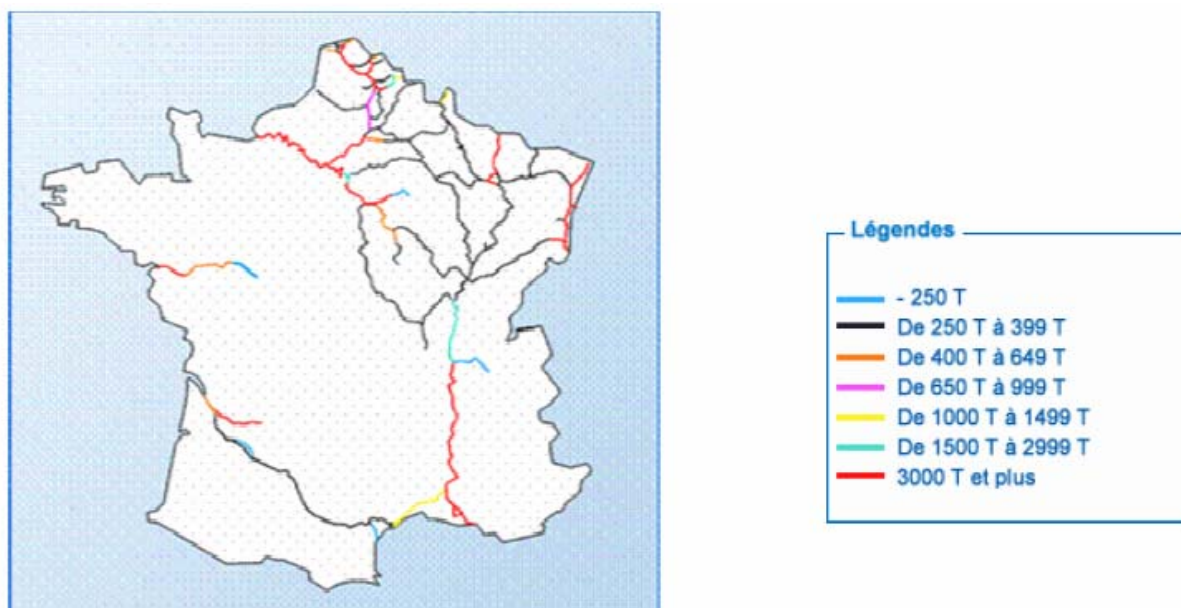 Légendes
- 250 T
De 250 T à 399 T
De 400 T à 649 T
De 650 T à 999 T
De 1000 T à 1499 T
De 1500 T à 2999 T
3000 T et plus